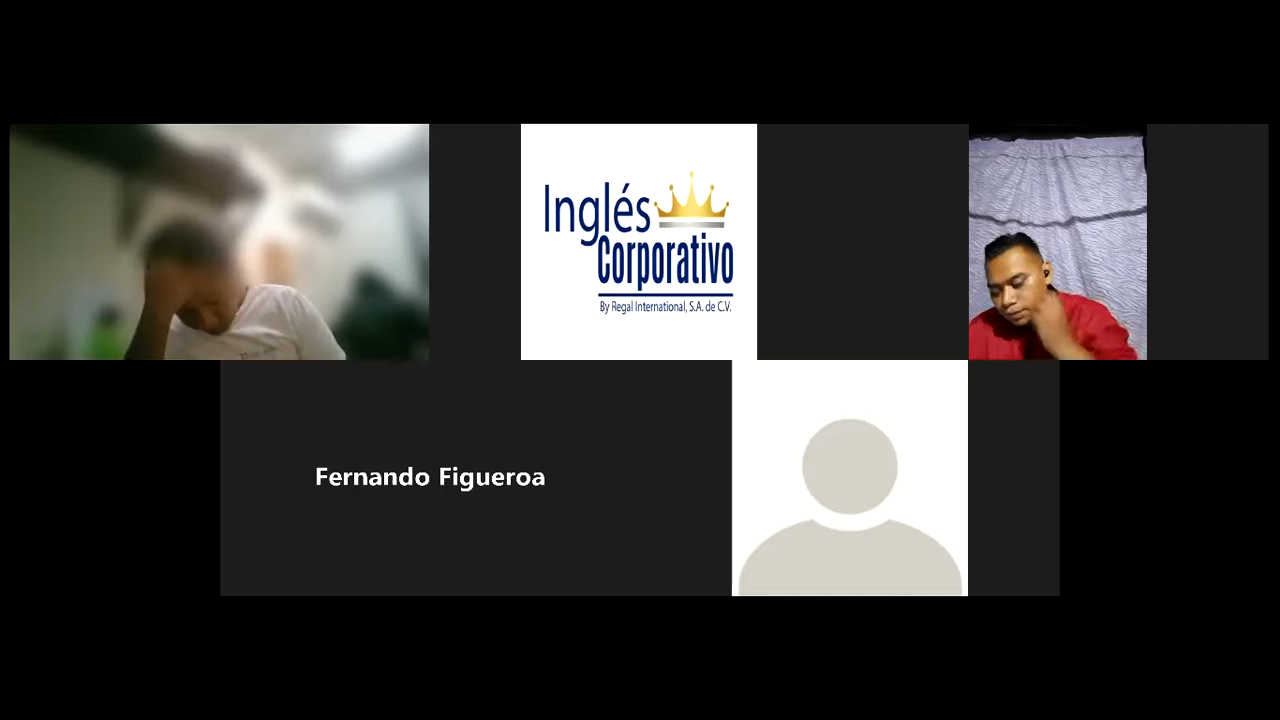 Inglés
Corporativo
By Regal International, S.A. de C.V.
Fernando Figueroa